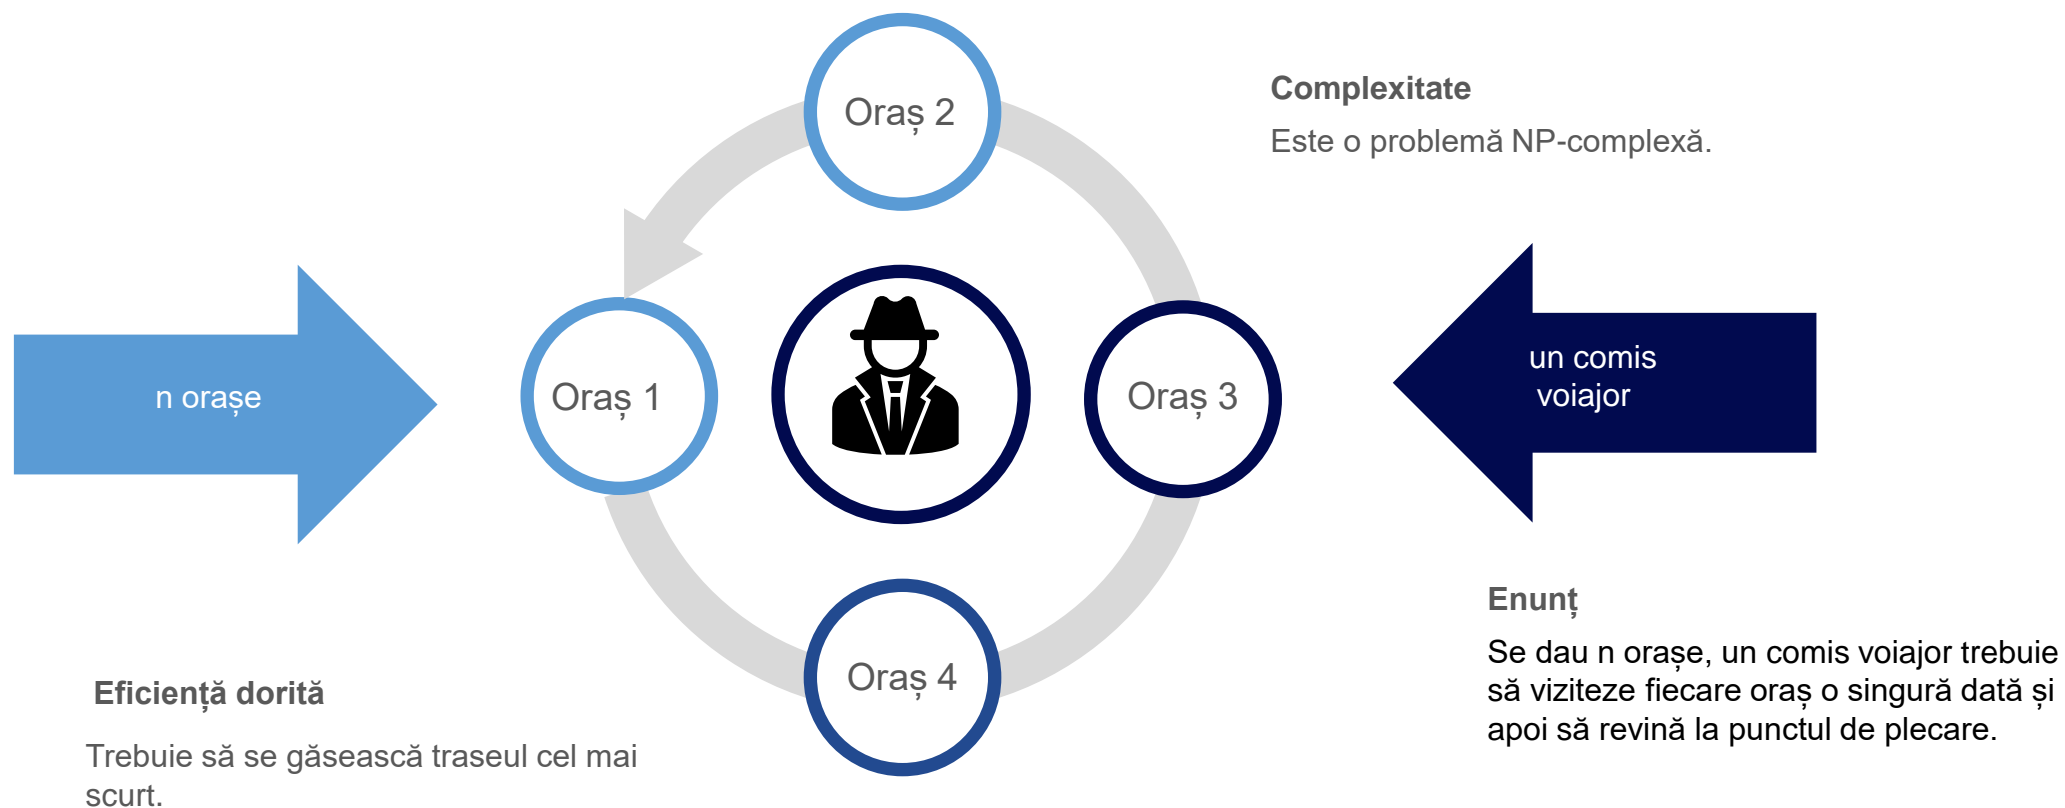 Complexitate
Este o problemă NP-complexă.
Oraș 2
n orașe
Oraș 1
Oraș 3
un comis
voiajor
Oraș 4
Enunț
Se dau n orașe, un comis voiajor trebuie
să viziteze fiecare oraș o singură dată și
apoi să revină la punctul de plecare.
Eficiență dorită
Trebuie să se găsească traseul cel mai
scurt.